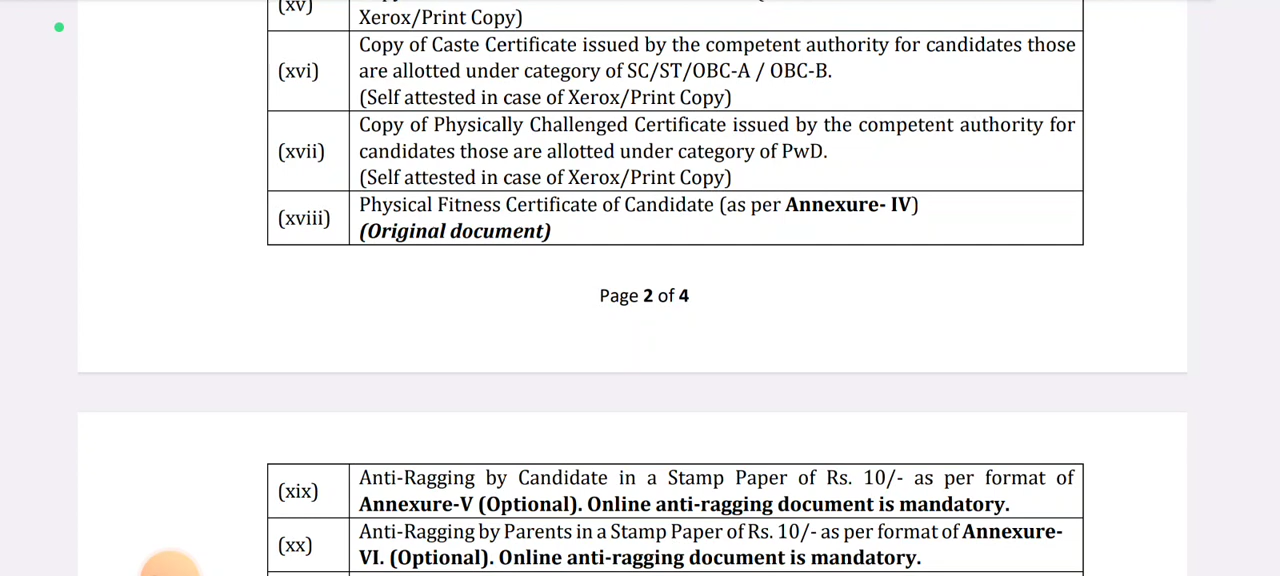 (xv)
Xerox/Print Copy)
Copy of Caste Certificate issued by the competent authority for candidates those
(xvi) are allotted under category of SC/ST/OBC-A / OBC-B.
(Self attested in case of Xerox/Print Copy)
Copy of Physically Challenged Certificate issued by the competent authority for
(xvii) candidates those are allotted under category of PwD.
(Self attested in case of Xerox/Print Copy)
(xviii) Physical Fitness Certificate of Candidate (as per Annexure- IV)
(Original document)
Page 2 of 4
(xix) Anti-Ragging by Candidate in a Stamp Paper of Rs. 10/- as per format of
Annexure-V (Optional). Online anti-ragging document is mandatory.
(xx) Anti-Ragging by Parents in a Stamp Paper of Rs. 10/- as per format of Annexure-
VI. (Optional). Online anti-ragging document is mandatory.